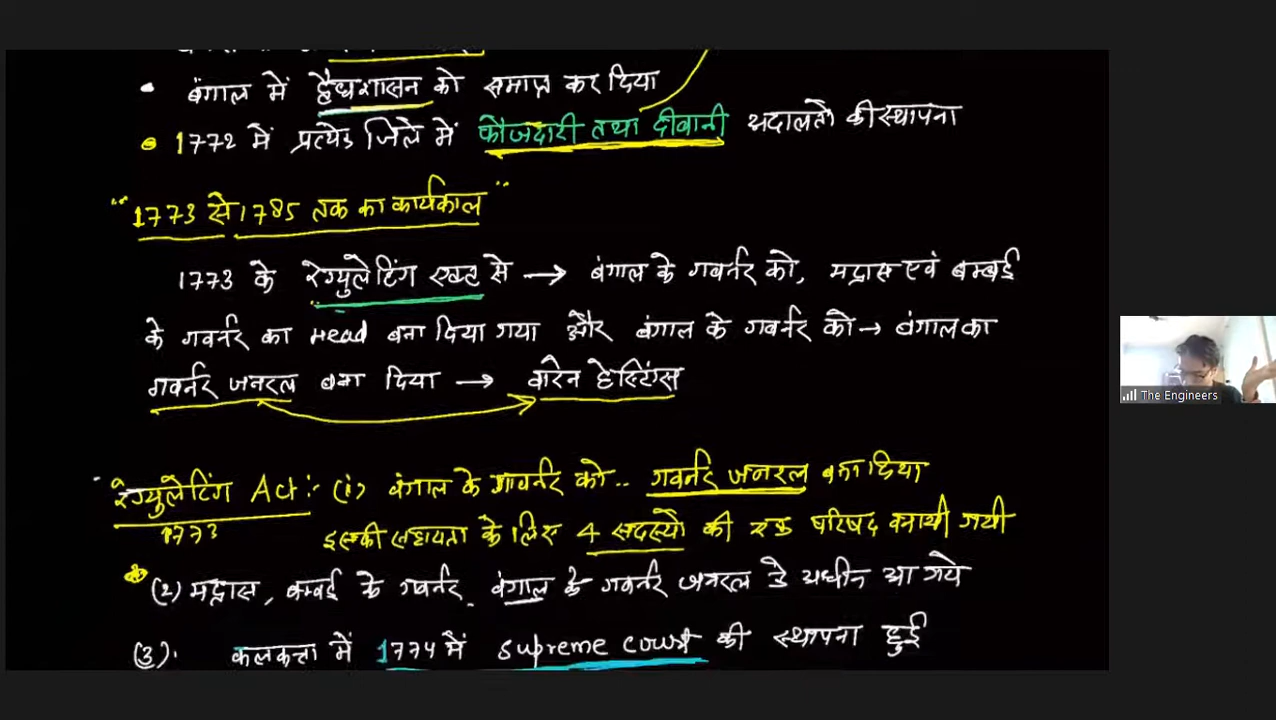 • बंगाल में द्वैधशासन को समाप्त कर दिया
• 1772 में प्रत्येक जिले में फौजदारी तथा दीवानी अदालतो की स्थापना
"1773 से 1785 तक का कार्यकाल"
1773 के रेग्युलेटिंग एक्ट से → बंगाल के गवर्नर को, मद्रास एवं बम्बई
के गवर्नर का Head बना दिया गया और बंगाल के गवर्नर को → बंगाल का
गवर्नर जनरल बना दिया → वारेन हेस्टिंग्स
रेग्युलेटिंग Act :- (i) बंगाल के गवर्नर को.. गवर्नर जनरल बना दिया
1773 इसकी सहायता के लिए 4 सदस्यो की एक परिषद बनायी गयी
(2) मद्रास, बम्बई के गवर्नर बंगाल के गवर्नर जनरल के अधीन आ गये
(3). कलकत्ता में 1774 में supreme court की स्थापना हुई
The Engineers